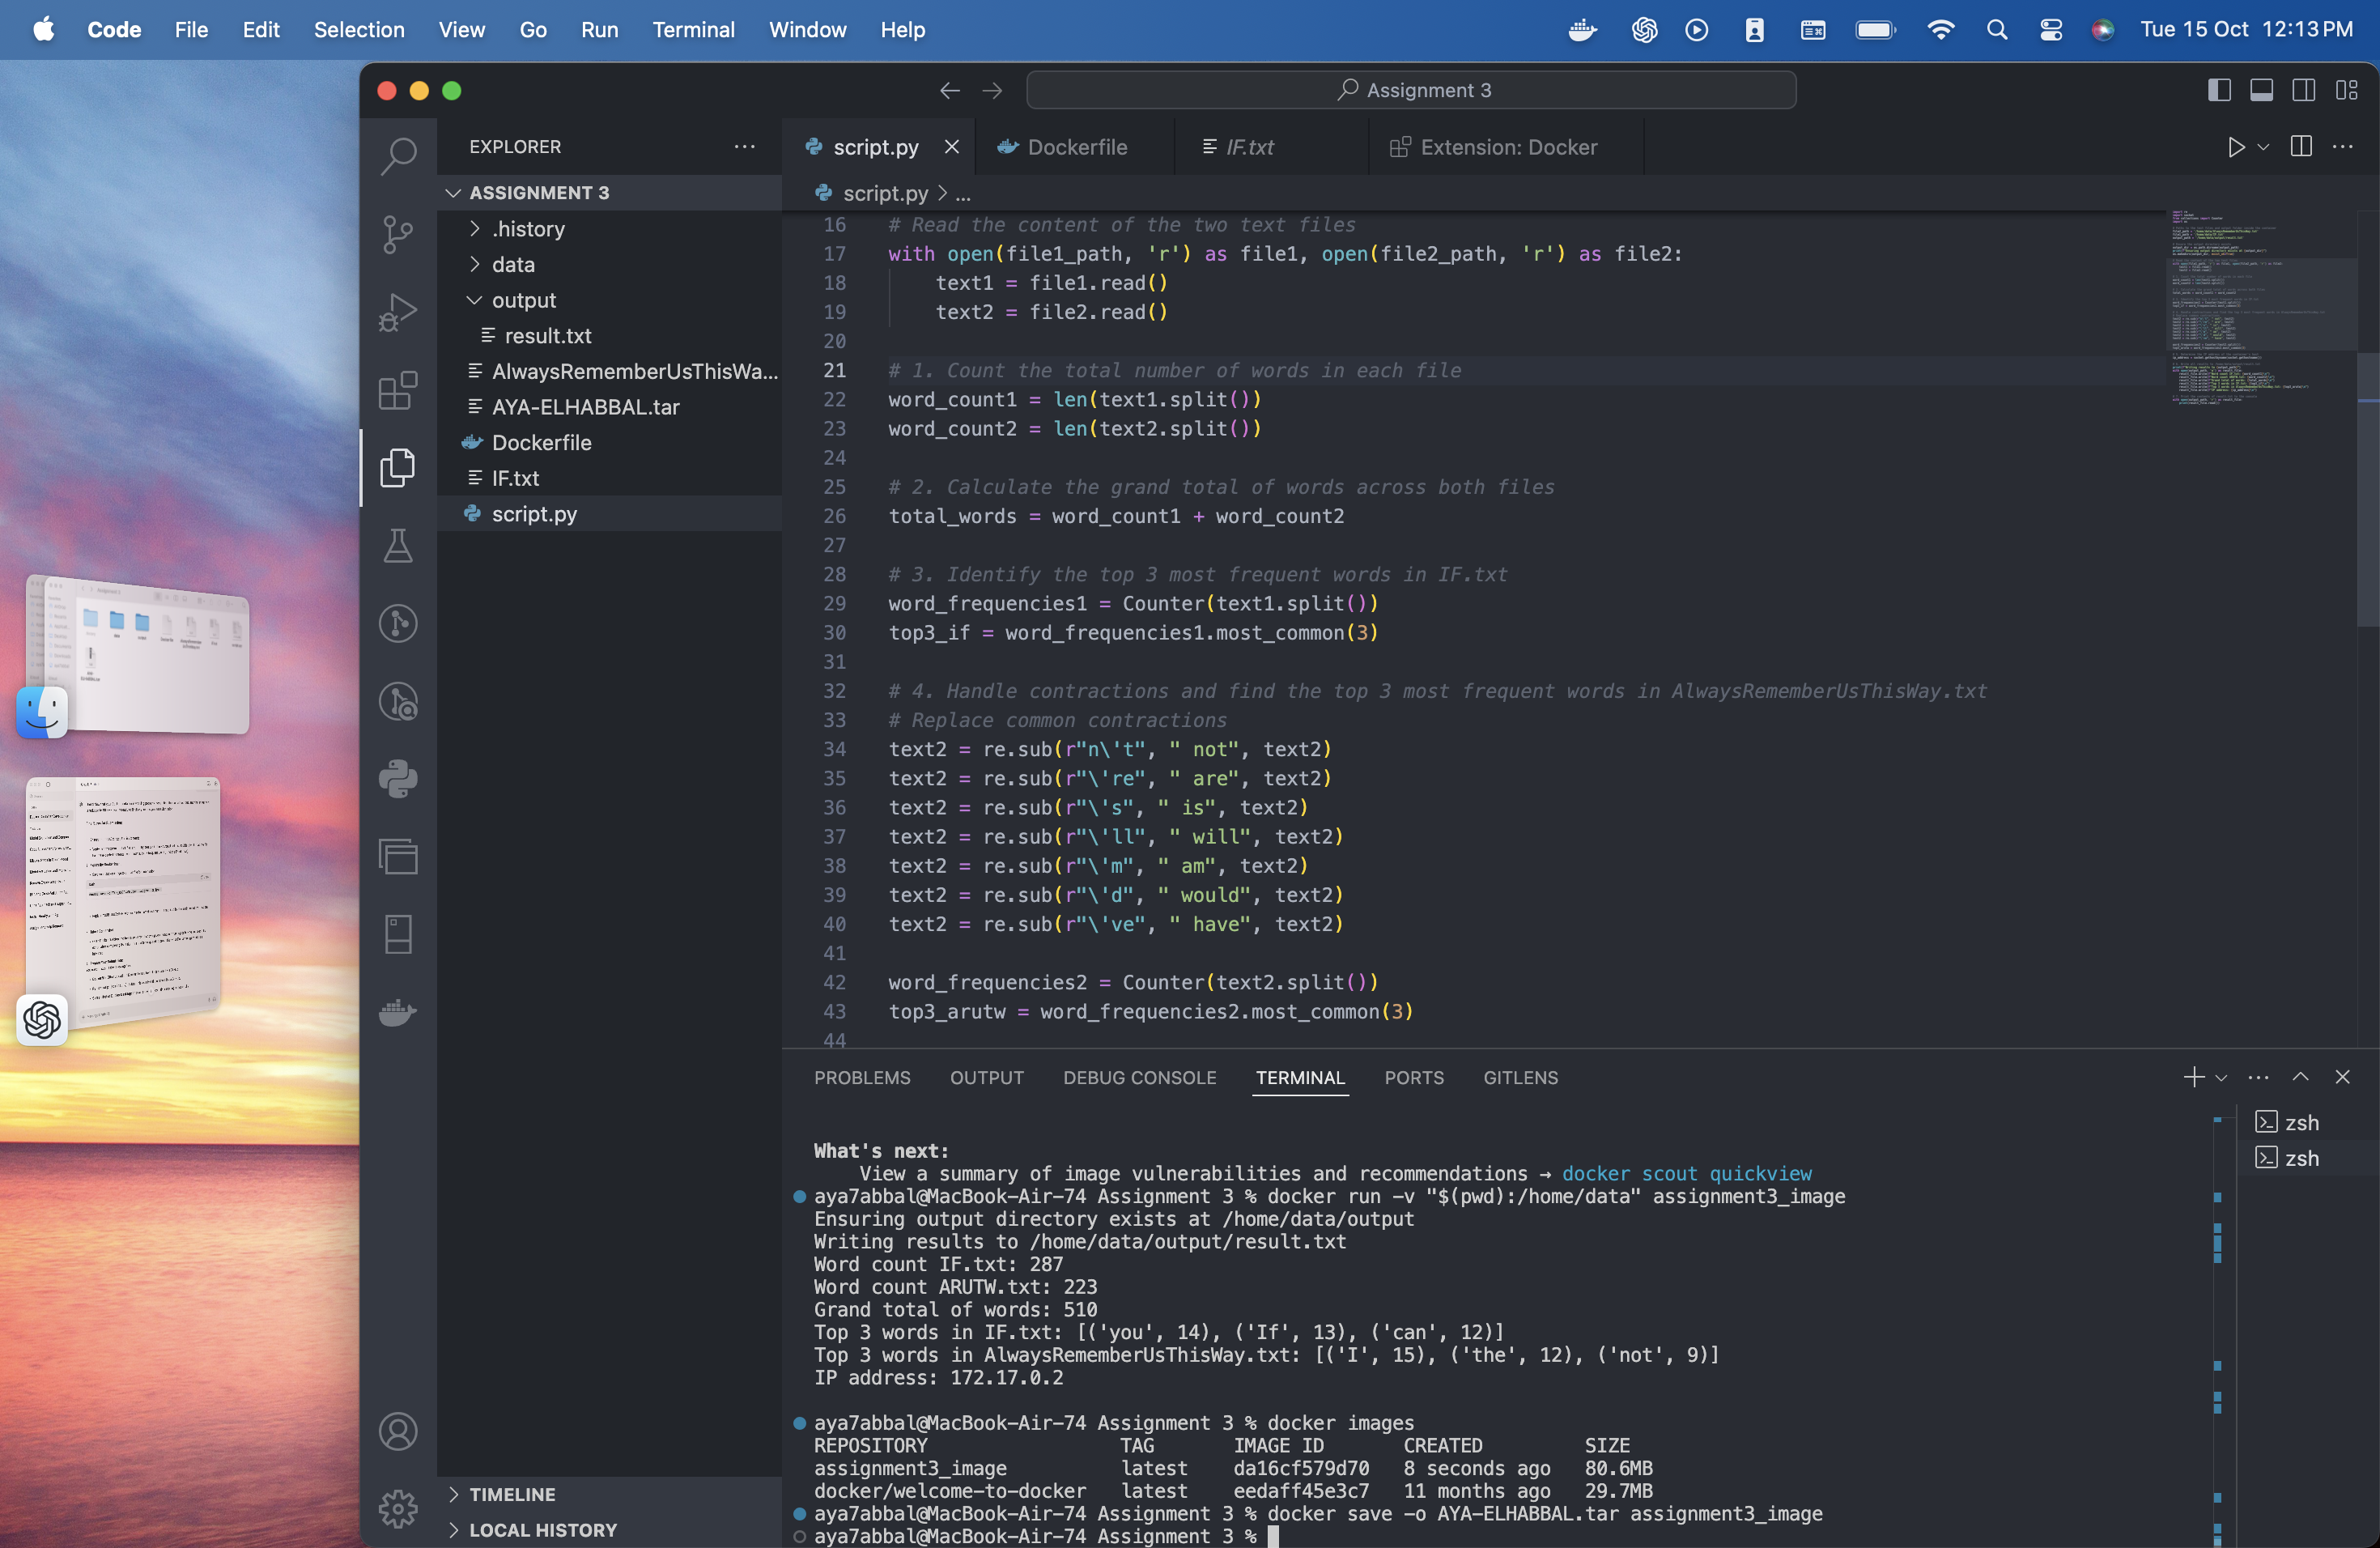 Code File Edit Selection View Go Run Terminal Window Help Tue 15 Oct 12:13 PM
Assignment 3
EXPLORER
ASSIGNMENT 3
.history
data
output
result.txt
AlwaysRememberUsThisWa...
AYA-ELHABBAL.tar
Dockerfile
IF.txt
script.py
TIMELINE
LOCAL HISTORY
script.py Dockerfile IF.txt Extension: Docker
script.py > ...
16 # Read the content of the two text files
17 with open(file1_path, 'r') as file1, open(file2_path, 'r') as file2:
18     text1 = file1.read()
19     text2 = file2.read()
20
21 # 1. Count the total number of words in each file
22 word_count1 = len(text1.split())
23 word_count2 = len(text2.split())
24
25 # 2. Calculate the grand total of words across both files
26 total_words = word_count1 + word_count2
27
28 # 3. Identify the top 3 most frequent words in IF.txt
29 word_frequencies1 = Counter(text1.split())
30 top3_if = word_frequencies1.most_common(3)
31
32 # 4. Handle contractions and find the top 3 most frequent words in AlwaysRememberUsThisWay.txt
33 # Replace common contractions
34 text2 = re.sub(r"n\'t", " not", text2)
35 text2 = re.sub(r"\'re", " are", text2)
36 text2 = re.sub(r"\'s", " is", text2)
37 text2 = re.sub(r"\'ll", " will", text2)
38 text2 = re.sub(r"\'m", " am", text2)
39 text2 = re.sub(r"\'d", " would", text2)
40 text2 = re.sub(r"\'ve", " have", text2)
41
42 word_frequencies2 = Counter(text2.split())
43 top3_arutw = word_frequencies2.most_common(3)
44
PROBLEMS OUTPUT DEBUG CONSOLE TERMINAL PORTS GITLENS
zsh
zsh
What's next:
    View a summary of image vulnerabilities and recommendations → docker scout quickview
aya7abbal@MacBook-Air-74 Assignment 3 % docker run -v "$(pwd):/home/data" assignment3_image
Ensuring output directory exists at /home/data/output
Writing results to /home/data/output/result.txt
Word count IF.txt: 287
Word count ARUTW.txt: 223
Grand total of words: 510
Top 3 words in IF.txt: [('you', 14), ('If', 13), ('can', 12)]
Top 3 words in AlwaysRememberUsThisWay.txt: [('I', 15), ('the', 12), ('not', 9)]
IP address: 172.17.0.2
aya7abbal@MacBook-Air-74 Assignment 3 % docker images
REPOSITORY TAG IMAGE ID CREATED SIZE
assignment3_image latest da16cf579d70 8 seconds ago 80.6MB
docker/welcome-to-docker latest eedaff45e3c7 11 months ago 29.7MB
aya7abbal@MacBook-Air-74 Assignment 3 % docker save -o AYA-ELHABBAL.tar assignment3_image
aya7abbal@MacBook-Air-74 Assignment 3 %